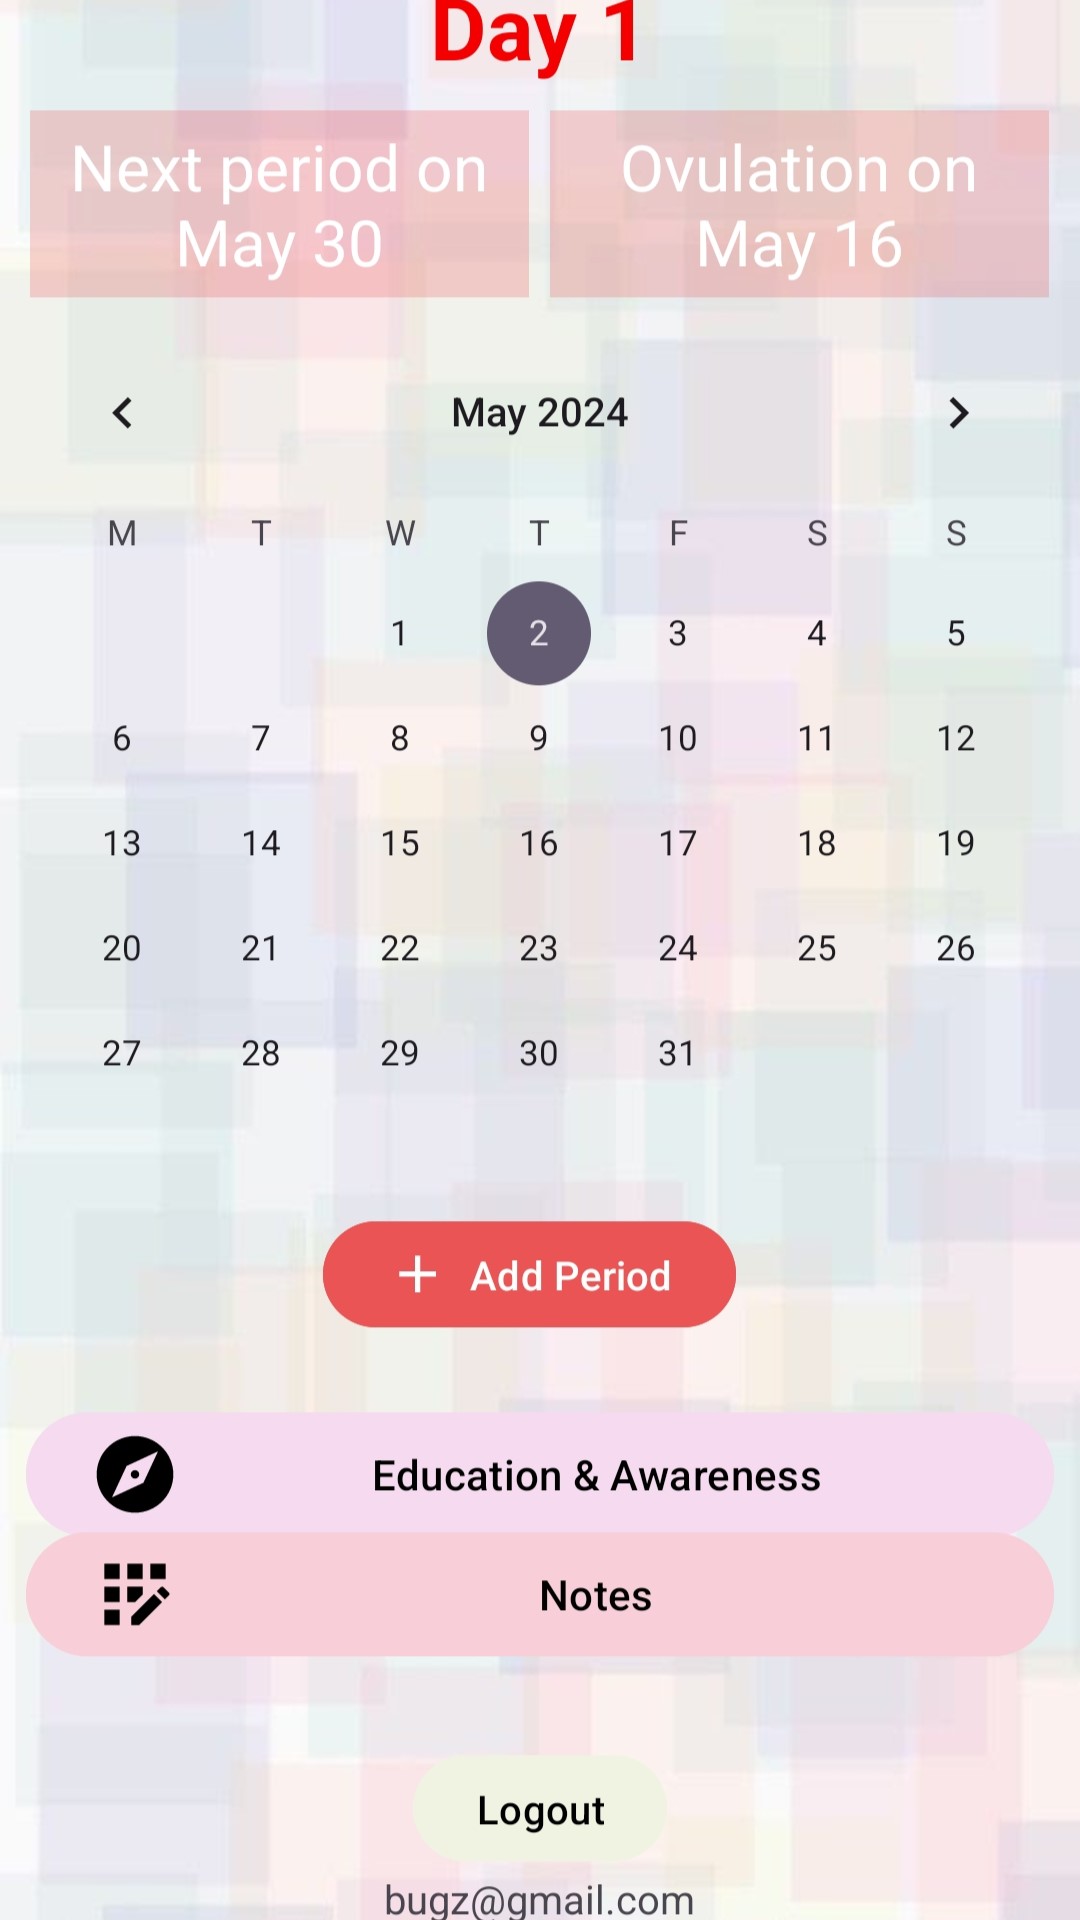 Day 1
Next period on
May 30
Ovulation on
May 16
May 2024
M T W T F S S
1 2 3 4 5
6 7 8 9 10 11 12
13 14 15 16 17 18 19
20 21 22 23 24 25 26
27 28 29 30 31
+ Add Period
Education & Awareness
Notes
Logout
bugz@gmail.com